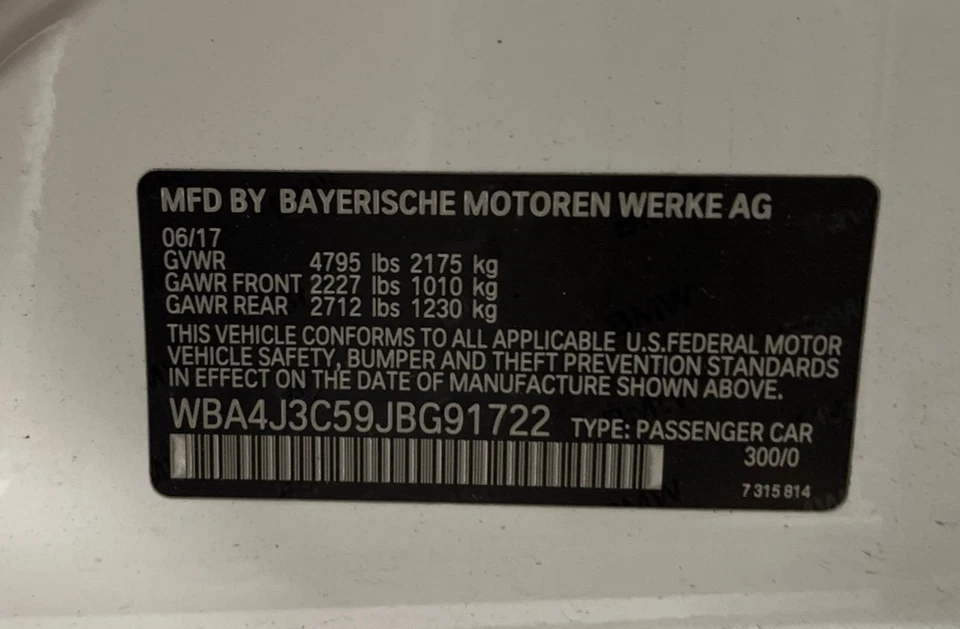 MFD BY BAYERISCHE MOTOREN WERKE AG
06/17
GVWR 4795 lbs 2175 kg
GAWR FRONT 2227 lbs 1010 kg
GAWR REAR 2712 lbs 1230 kg
THIS VEHICLE CONFORMS TO ALL APPLICABLE U.S.FEDERAL MOTOR
VEHICLE SAFETY, BUMPER AND THEFT PREVENTION STANDARDS
IN EFFECT ON THE DATE OF MANUFACTURE SHOWN ABOVE.
WBA4J3C59JBG91722 TYPE: PASSENGER CAR
300/0
7 315 814
BMW
BMW
BMW